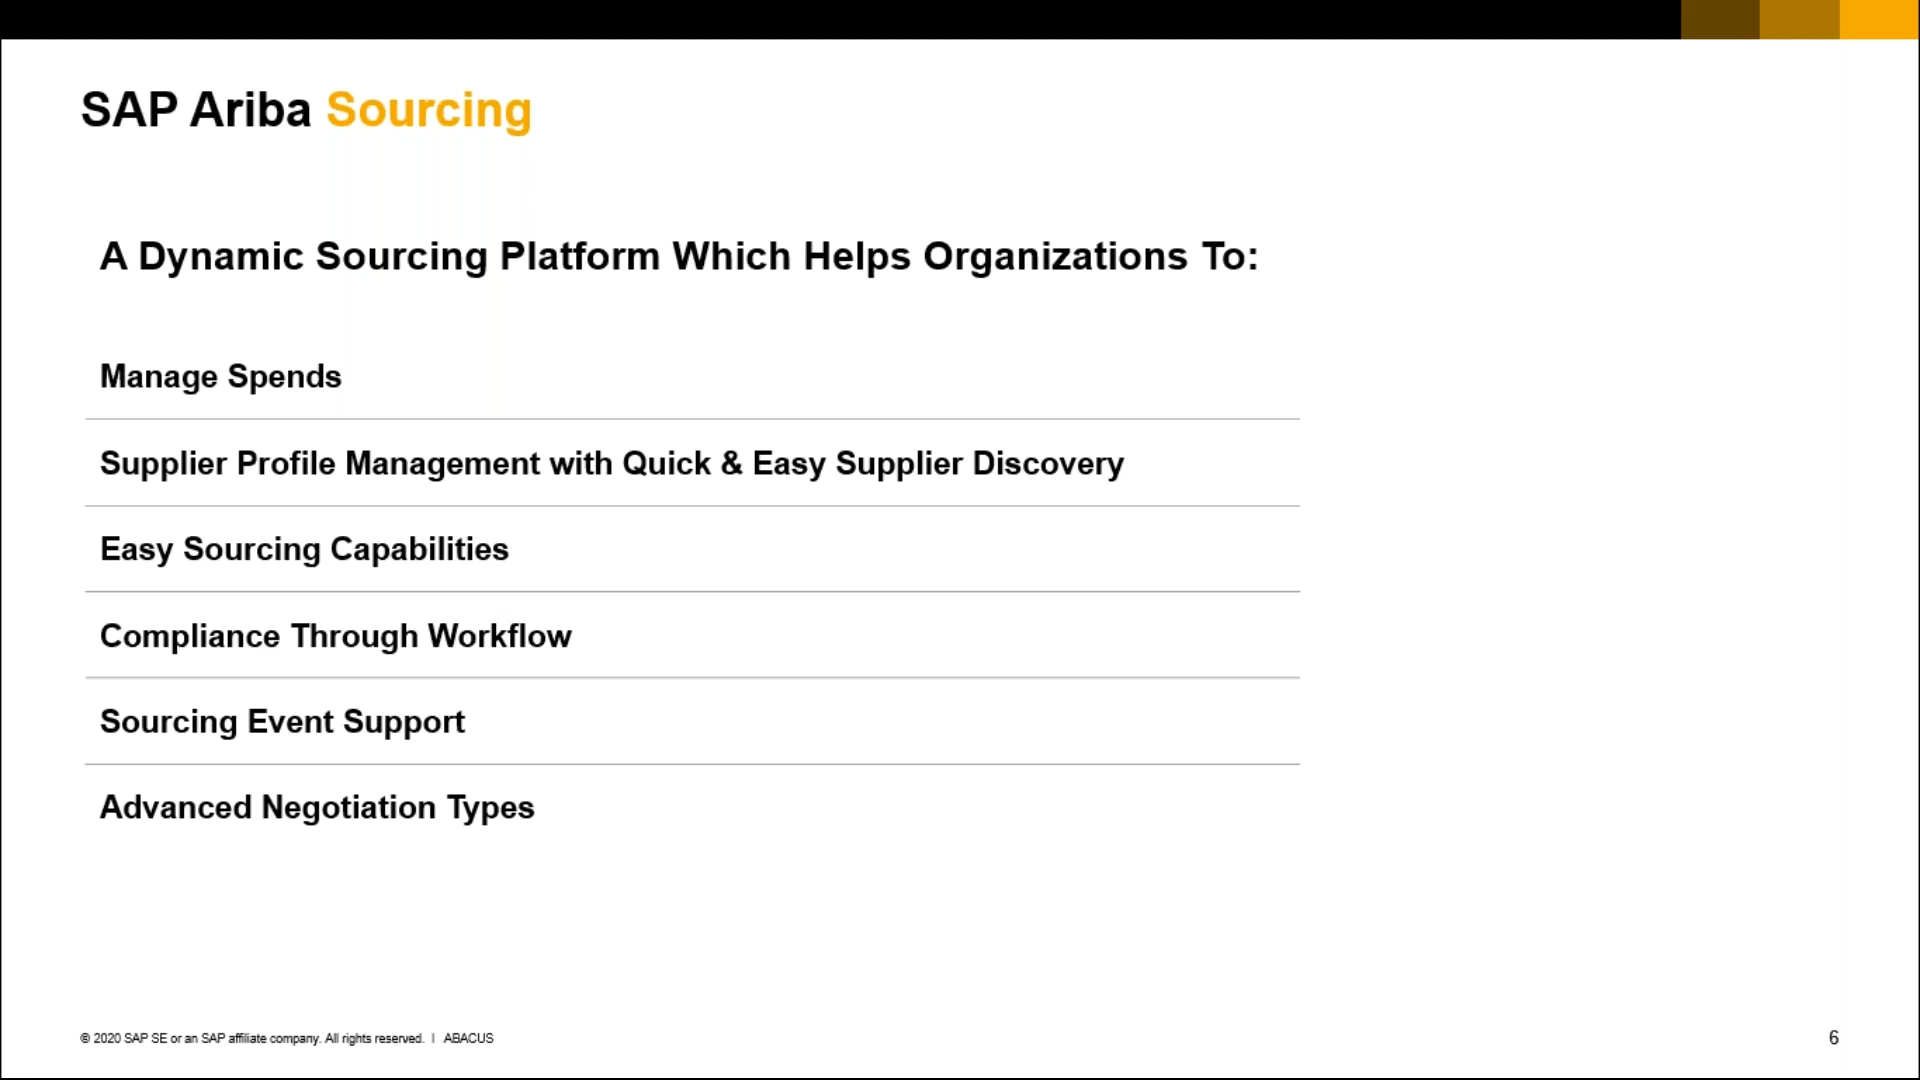 SAP Ariba Sourcing
A Dynamic Sourcing Platform Which Helps Organizations To:
Manage Spends
Supplier Profile Management with Quick & Easy Supplier Discovery
Easy Sourcing Capabilities
Compliance Through Workflow
Sourcing Event Support
Advanced Negotiation Types
© 2020 SAP SE or an SAP affiliate company. All rights reserved. | ABACUS
6